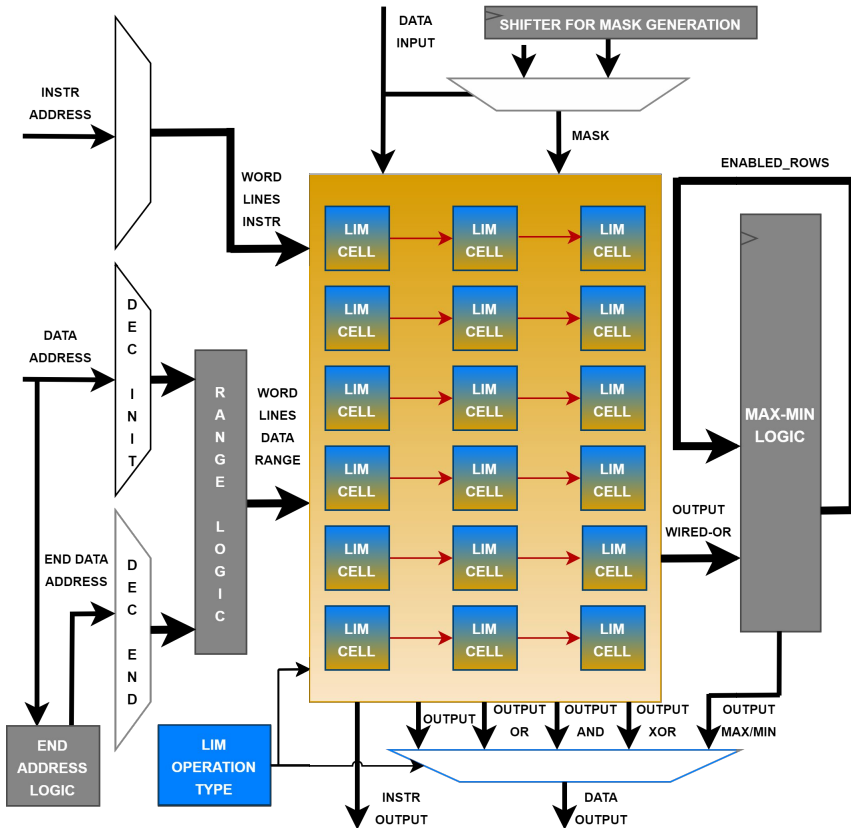 DATA
INPUT
SHIFTER FOR MASK GENERATION
INSTR
ADDRESS
MASK
WORD
LINES
INSTR
ENABLED_ROWS
LIM
CELL
LIM
CELL
LIM
CELL
LIM
CELL
LIM
CELL
LIM
CELL
LIM
CELL
LIM
CELL
LIM
CELL
LIM
CELL
LIM
CELL
LIM
CELL
LIM
CELL
LIM
CELL
LIM
CELL
LIM
CELL
LIM
CELL
LIM
CELL
DATA
ADDRESS
DEC INIT
RANGE LOGIC
WORD
LINES
DATA
RANGE
MAX-MIN
LOGIC
OUTPUT
WIRED-OR
END DATA
ADDRESS
DEC END
END
ADDRESS
LOGIC
LIM
OPERATION
TYPE
OUTPUT
OUTPUT
OR
OUTPUT
AND
OUTPUT
XOR
OUTPUT
MAX/MIN
INSTR
OUTPUT
DATA
OUTPUT